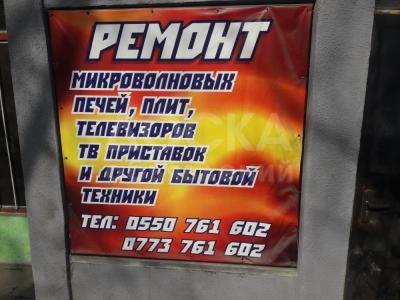 РЕМОНТ
МИКРОВОЛНОВЫХ
ПЕЧЕЙ, ПЛИТ,
ТЕЛЕВИЗОРОВ
ТВ ПРИСТАВОК
И ДРУГОЙ БЫТОВОЙ
ТЕХНИКИ
ТЕЛ: 0550 761 602
0773 761 602